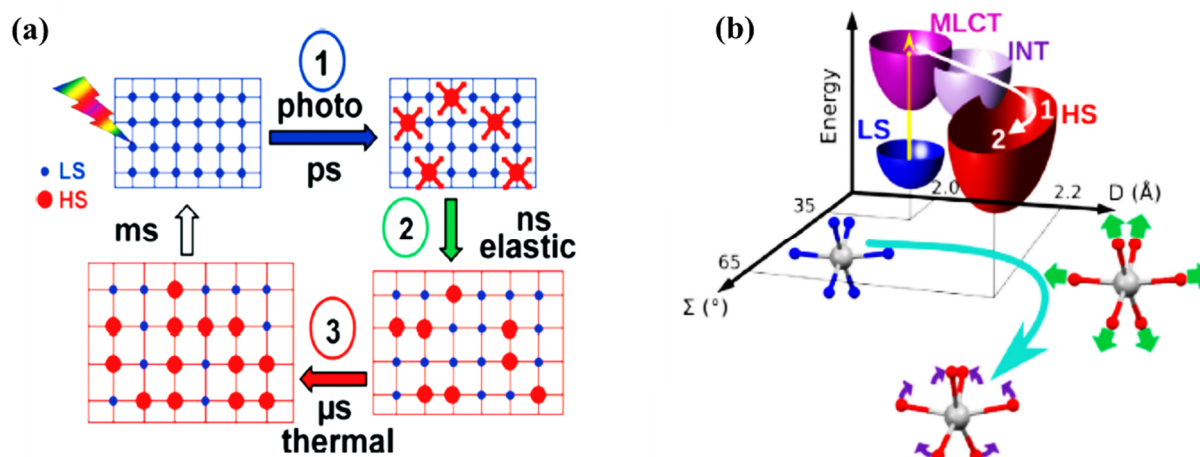 (a)
1
photo
ps
LS
HS
2
ns
elastic
ms
3
µs
thermal
(b)
MLCT
INT
Energy
LS
1
HS
2
2.0
2.2
D (Å)
35
65
Σ (°)